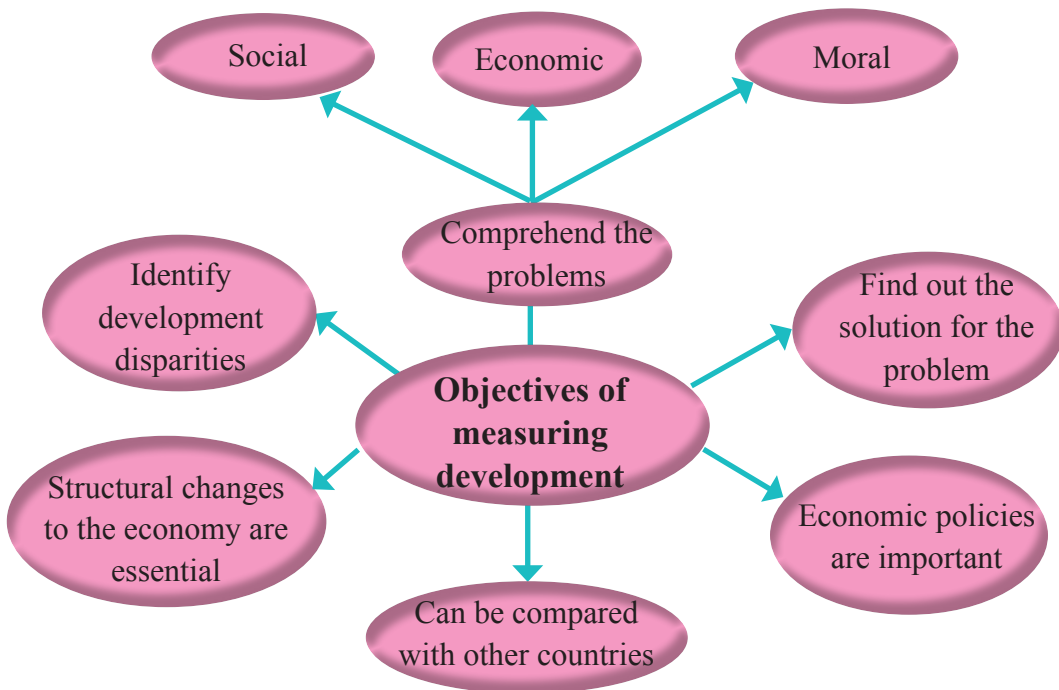 Social
Economic
Moral
Comprehend the
problems
Identify
development
disparities
Find out the
solution for the
problem
Objectives of
measuring
development
Structural changes
to the economy are
essential
Economic policies
are important
Can be compared
with other countries